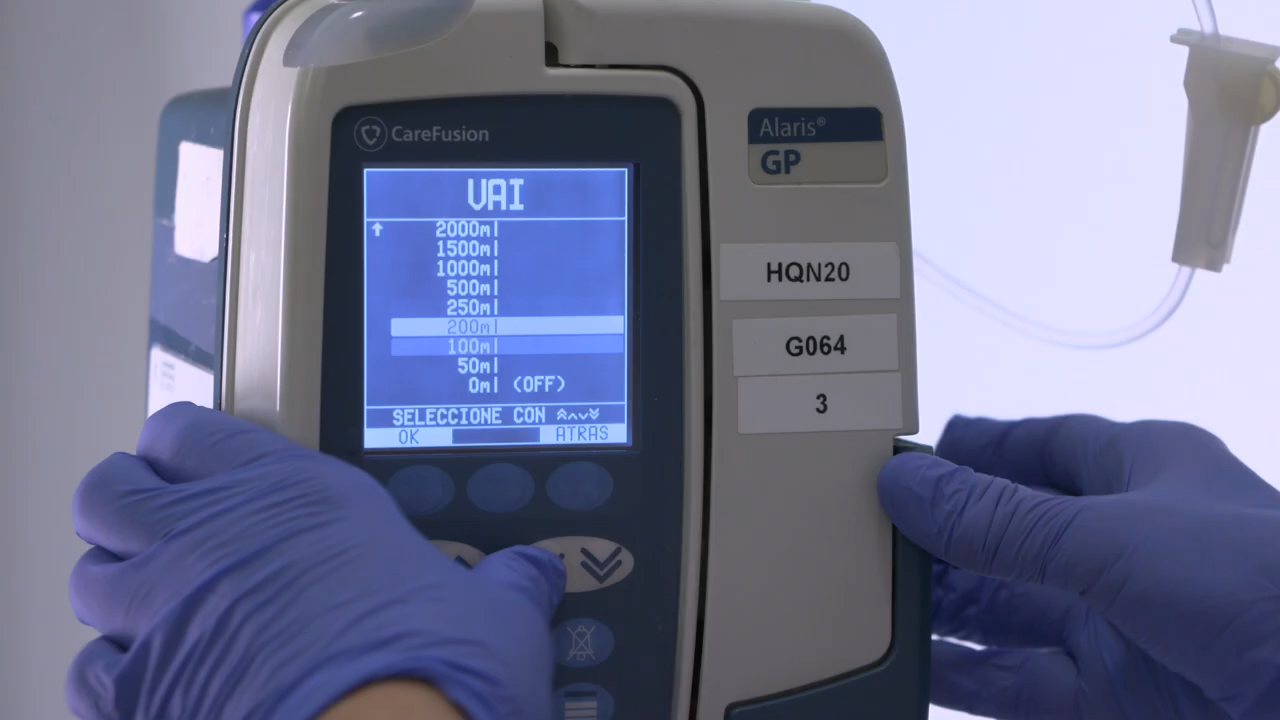 CareFusion
VAI
2000ml
1500ml
1000ml
500ml
250ml
200ml
100ml
50ml
0ml (OFF)
SELECCIONE CON
OK ATRAS
Alaris®
GP
HQN20
G064
3